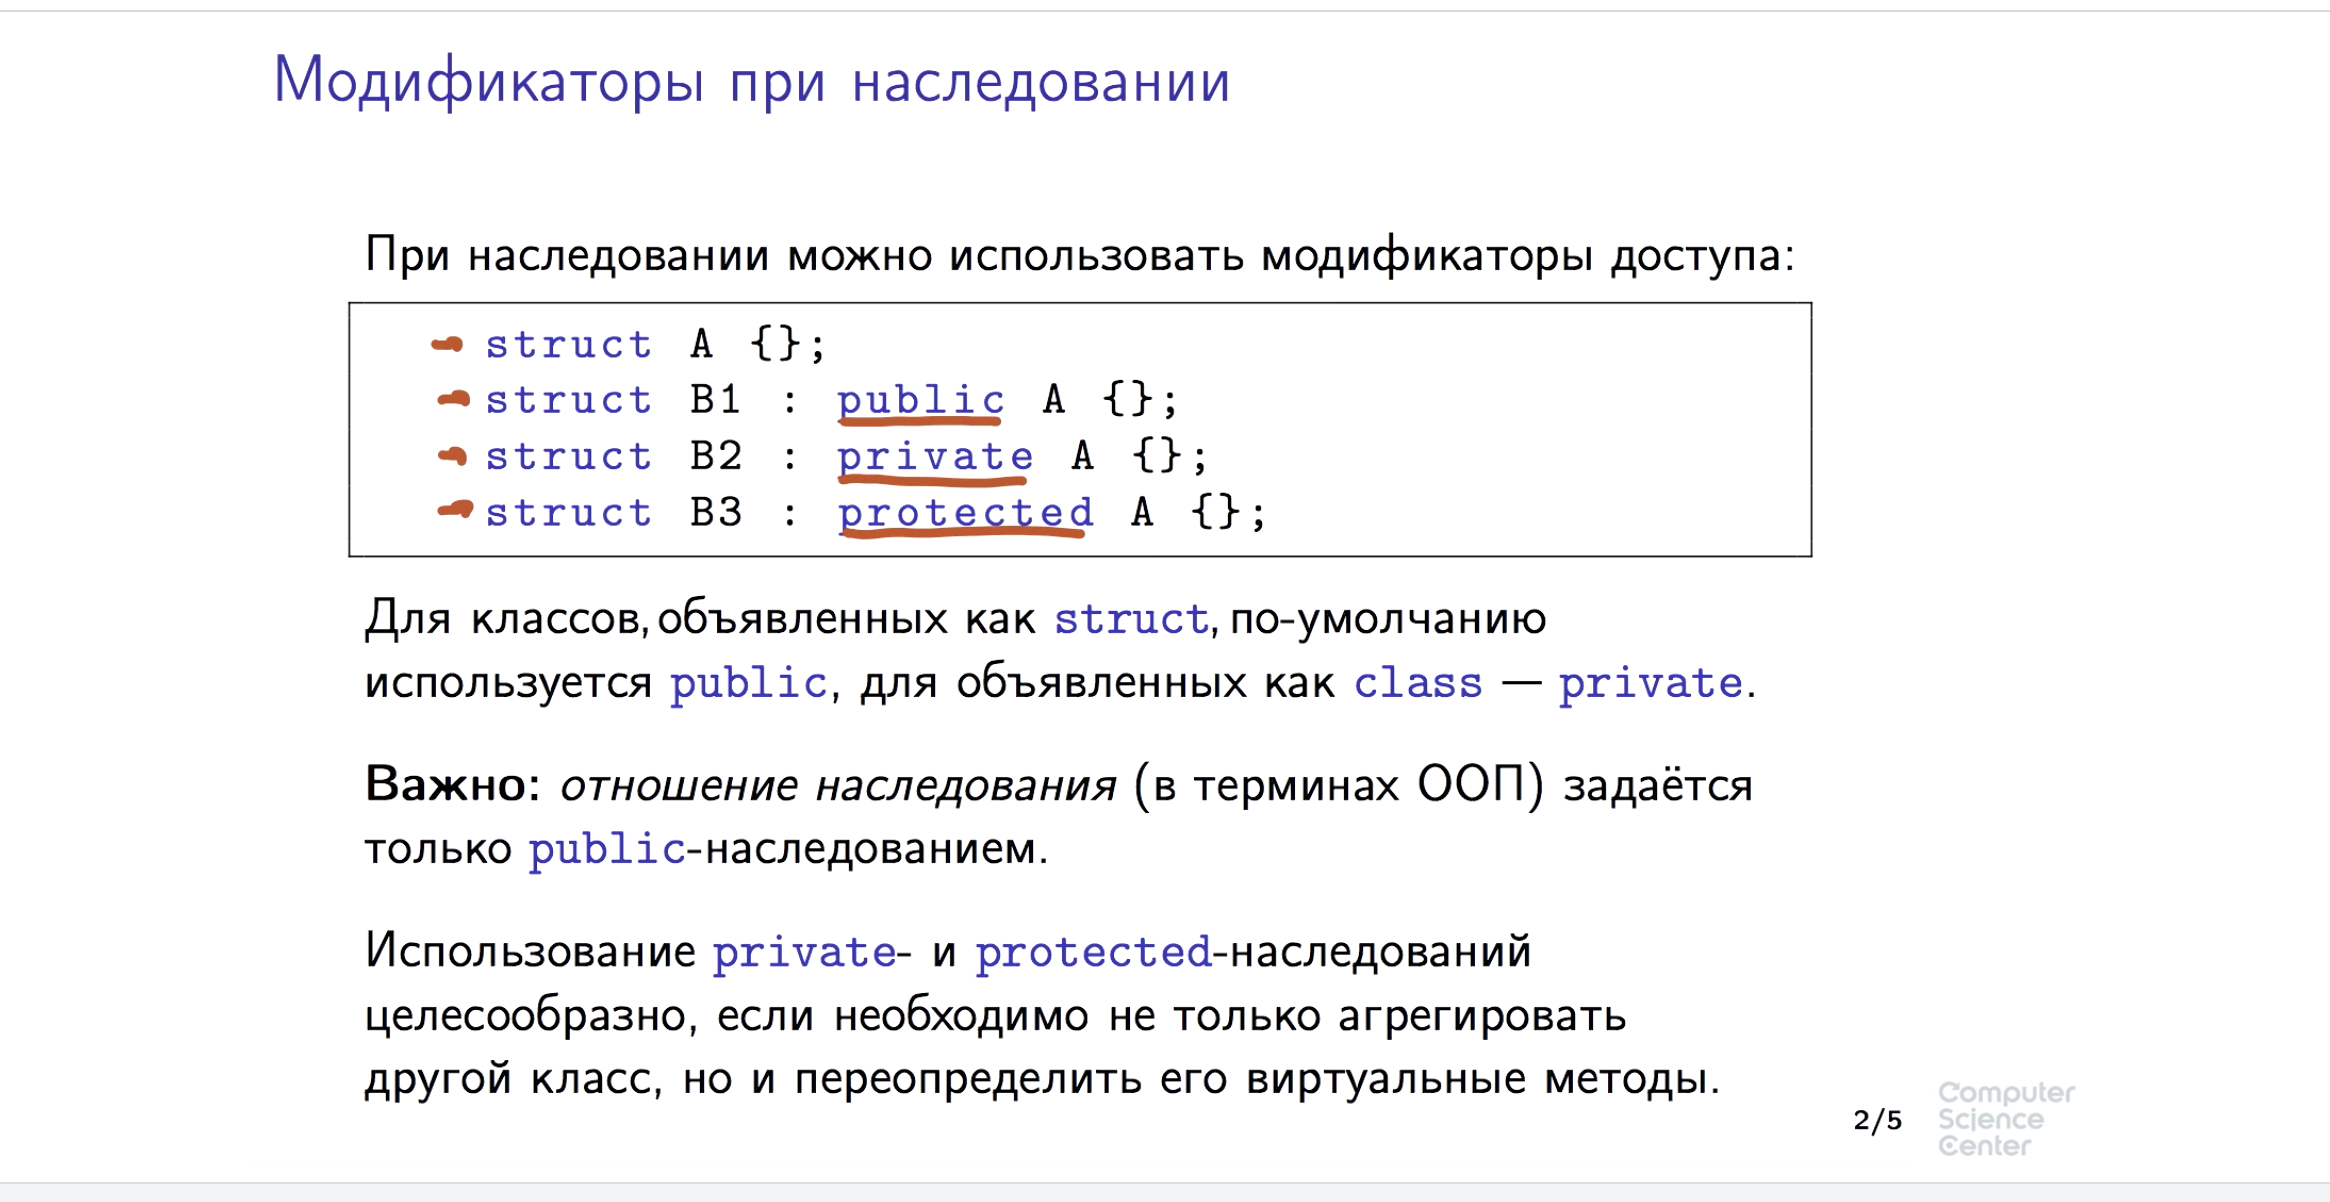 Модификаторы при наследовании
При наследовании можно использовать модификаторы доступа:
struct A {};
struct B1 : public A {};
struct B2 : private A {};
struct B3 : protected A {};
Для классов, объявленных как struct, по-умолчанию
используется public, для объявленных как class — private.
Важно: отношение наследования (в терминах ООП) задаётся
только public-наследованием.
Использование private- и protected-наследований
целесообразно, если необходимо не только агрегировать
другой класс, но и переопределить его виртуальные методы.
2/5
Computer
Science
Center